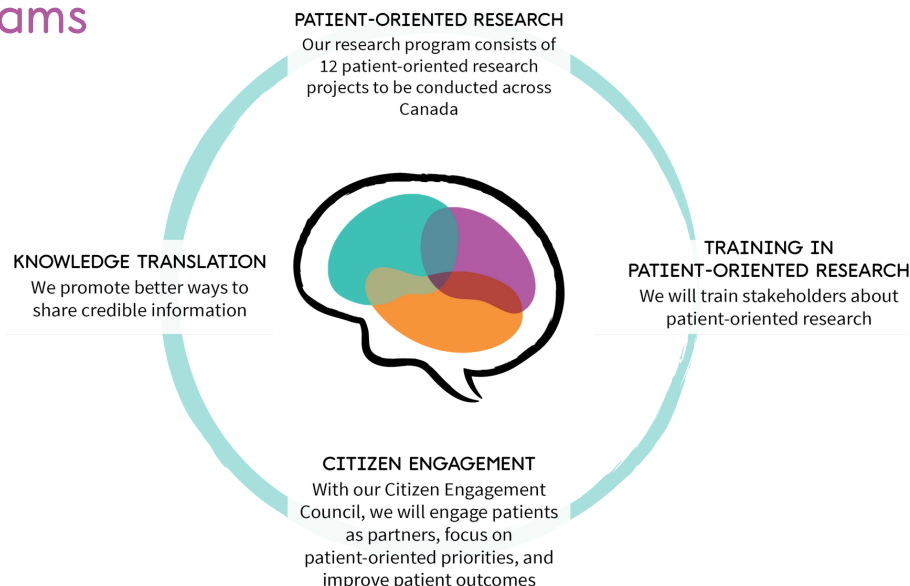 ams
PATIENT-ORIENTED RESEARCH
Our research program consists of
12 patient-oriented research
projects to be conducted across
Canada
KNOWLEDGE TRANSLATION
We promote better ways to
share credible information
TRAINING IN
PATIENT-ORIENTED RESEARCH
We will train stakeholders about
patient-oriented research
CITIZEN ENGAGEMENT
With our Citizen Engagement
Council, we will engage patients
as partners, focus on
patient-oriented priorities, and
improve patient outcomes